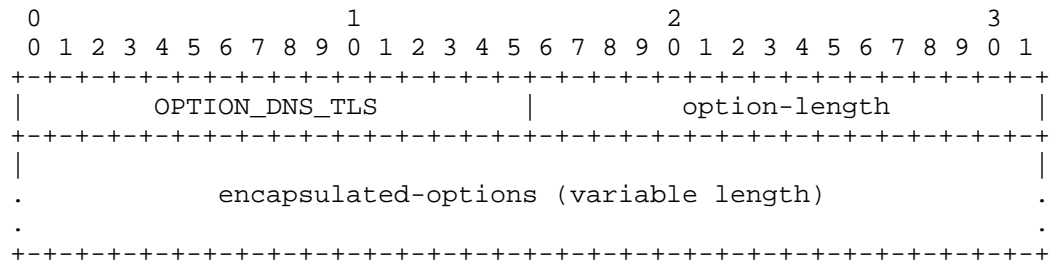 0                   1                   2                   3
 0 1 2 3 4 5 6 7 8 9 0 1 2 3 4 5 6 7 8 9 0 1 2 3 4 5 6 7 8 9 0 1
+-+-+-+-+-+-+-+-+-+-+-+-+-+-+-+-+-+-+-+-+-+-+-+-+-+-+-+-+-+-+-+-+
|        OPTION_DNS_TLS         |         option-length         |
+-+-+-+-+-+-+-+-+-+-+-+-+-+-+-+-+-+-+-+-+-+-+-+-+-+-+-+-+-+-+-+-+
|                                                               |
.            encapsulated-options (variable length)             .
.                                                               .
+-+-+-+-+-+-+-+-+-+-+-+-+-+-+-+-+-+-+-+-+-+-+-+-+-+-+-+-+-+-+-+-+